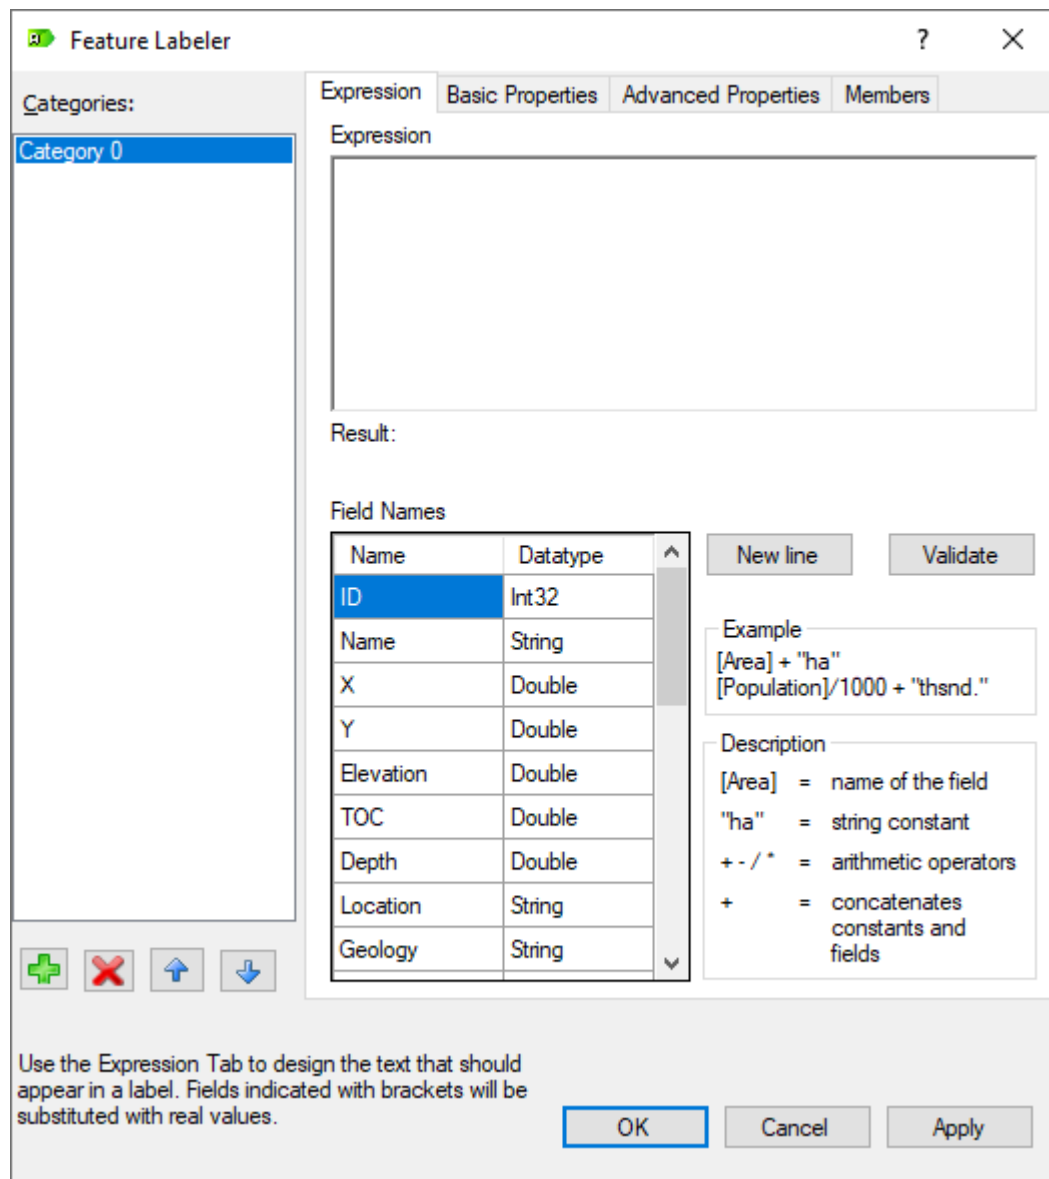 Feature Labeler
?
Categories:
Category 0
Expression Basic Properties Advanced Properties Members
Expression
Result:
Field Names
Name Datatype
ID Int32
Name String
X Double
Y Double
Elevation Double
TOC Double
Depth Double
Location String
Geology String
New line Validate
Example
[Area] + "ha"
[Population]/1000 + "thsnd."
Description
[Area] = name of the field
"ha" = string constant
+ - / * = arithmetic operators
+ = concatenates
constants and
fields
Use the Expression Tab to design the text that should
appear in a label. Fields indicated with brackets will be
substituted with real values.
OK Cancel Apply